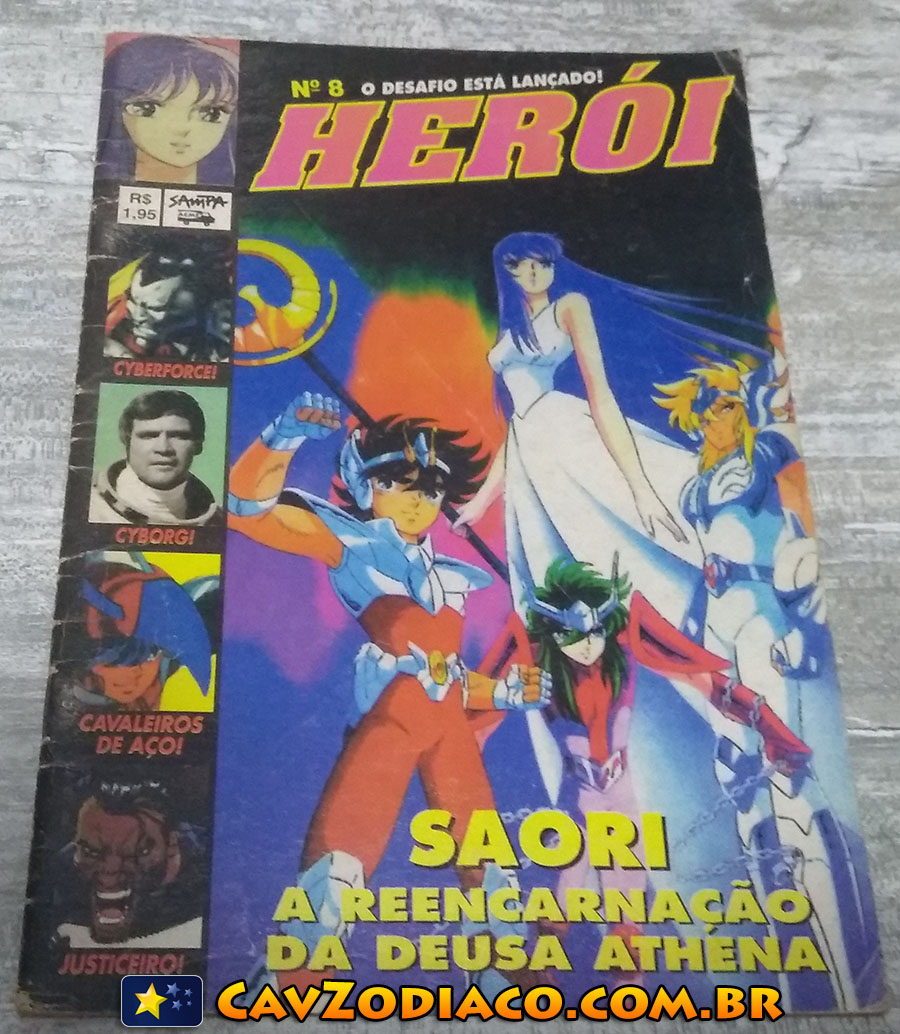 Nº 8 O DESAFIO ESTÁ LANÇADO!
HERÓI
R$
1,95
SAMPA
CYBERFORCE!
CYBORG!
CAVALEIROS
DE AÇO!
JUSTICEIRO!
SAORI
A REENCARNAÇÃO
DA DEUSA ATHENA
CAVZODIACO.COM.BR